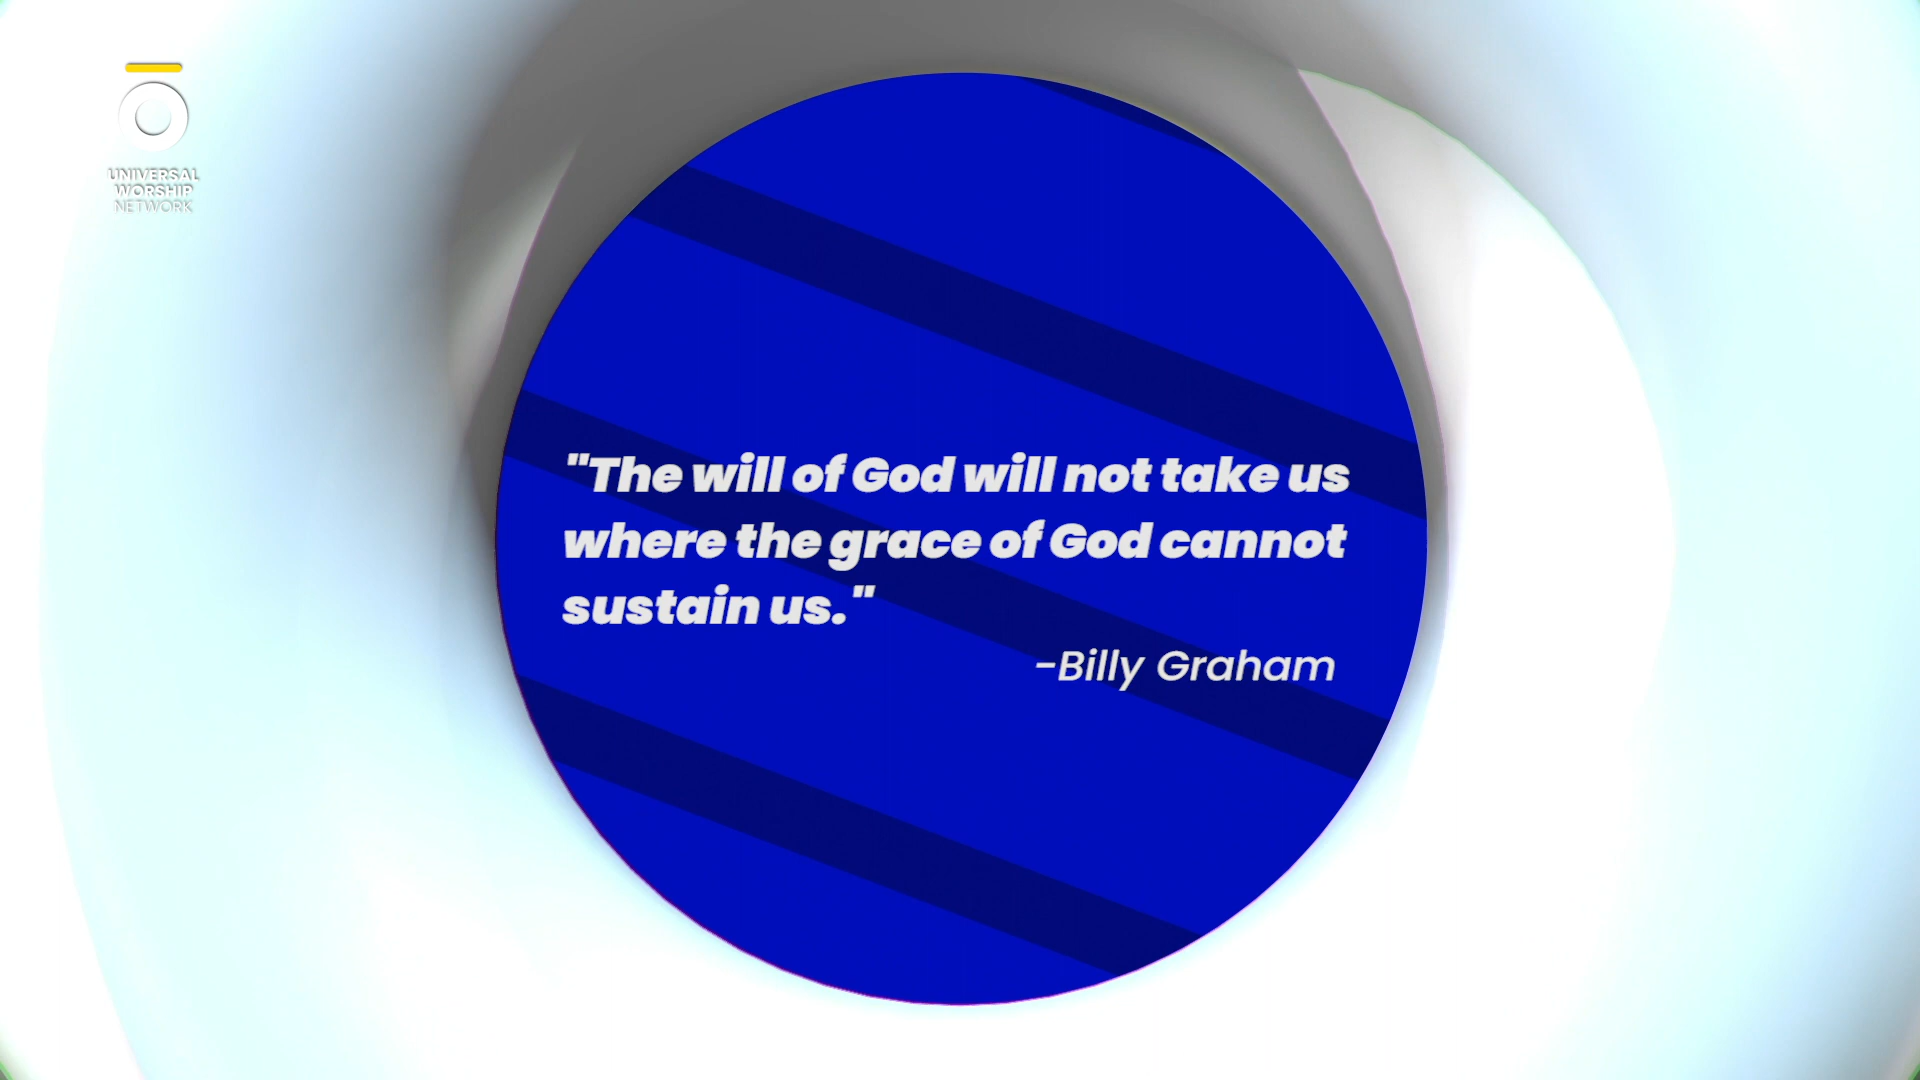 UNIVERSAL
WORSHIP
NETWORK
"The will of God will not take us
where the grace of God cannot
sustain us."
-Billy Graham